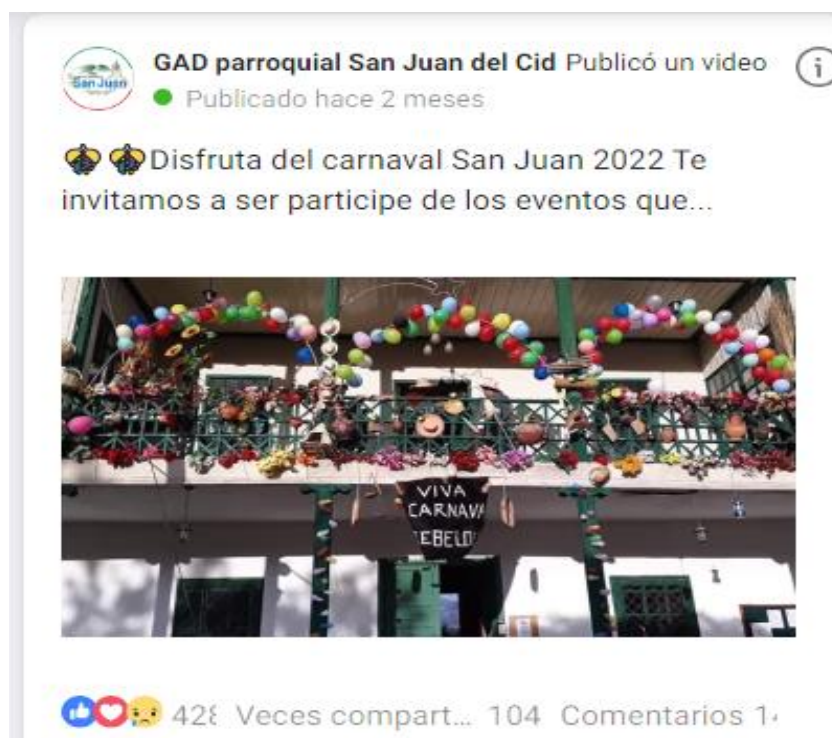 San Juan
GAD parroquial San Juan del Cid Publicó un video
Publicado hace 2 meses
Disfruta del carnaval San Juan 2022 Te
invitamos a ser participe de los eventos que...
VIVA
CARNAVA
EBELD
428 Veces compart... 104 Comentarios 14